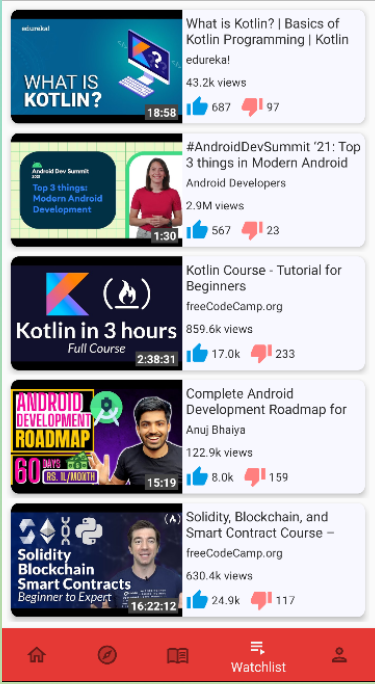 edureka!
WHAT IS
KOTLIN?
18:58
What is Kotlin? | Basics of
Kotlin Programming | Kotlin
edureka!
43.2k views
687 97
Android Dev Summit
2021
Top 3 things:
Modern Android
Development
1:30
#AndroidDevSummit '21: Top
3 things in Modern Android
Android Developers
2.9M views
567 23
Kotlin in 3 hours
Full Course
2:38:31
Kotlin Course - Tutorial for
Beginners
freeCodeCamp.org
859.6k views
17.0k 233
ANDROID
DEVELOPMENT
ROADMAP
60 DAYS
RS. 1L/MONTH
15:19
Complete Android
Development Roadmap for
Anuj Bhaiya
122.9k views
8.0k 159
Solidity
Blockchain
Smart Contracts
Beginner to Expert
16:22:12
Solidity, Blockchain, and
Smart Contract Course –
freeCodeCamp.org
630.4k views
24.9k 117
Watchlist